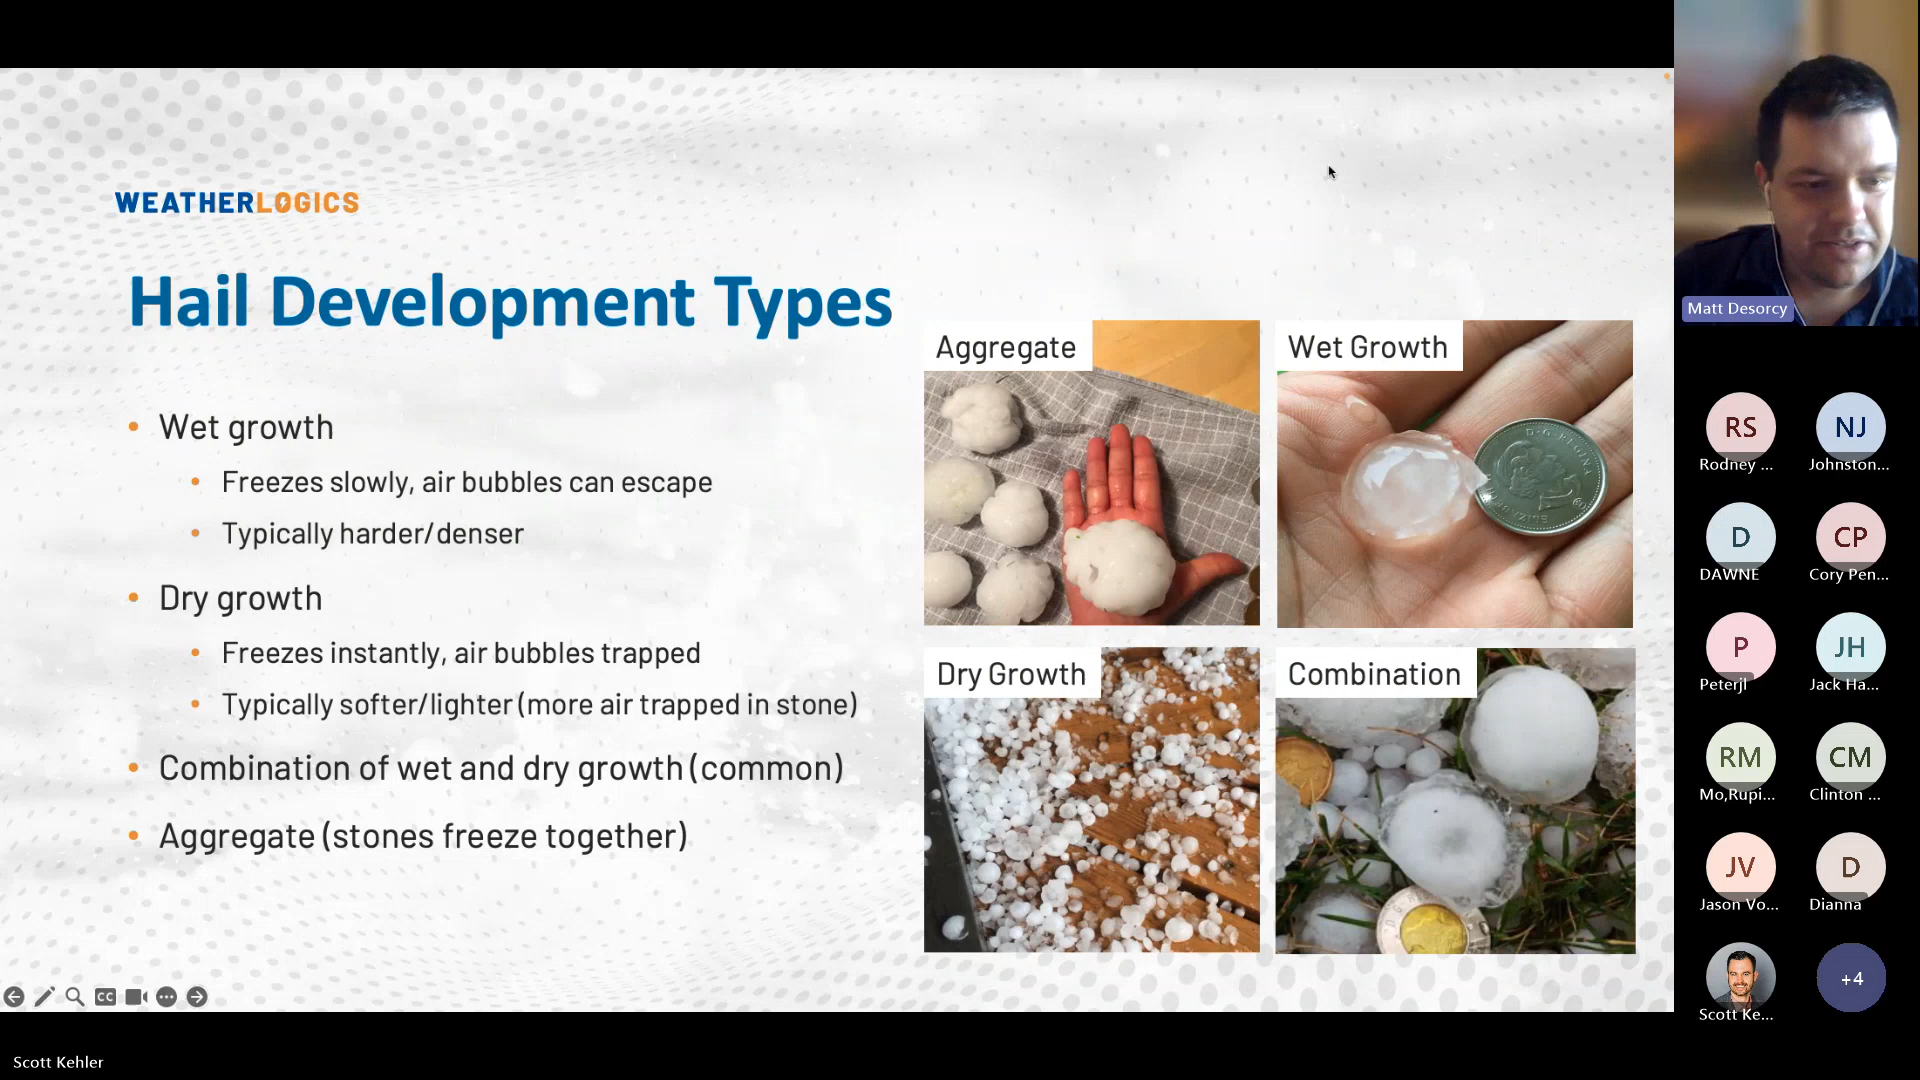 WEATHERLOGICS
Hail Development Types
• Wet growth
• Freezes slowly, air bubbles can escape
• Typically harder/denser
• Dry growth
• Freezes instantly, air bubbles trapped
• Typically softer/lighter (more air trapped in stone)
• Combination of wet and dry growth (common)
• Aggregate (stones freeze together)
Aggregate
Wet Growth
Dry Growth
Combination
CC
Scott Kehler
Matt Desorcy
RS
Rodney ...
NJ
Johnston...
D
DAWNE
CP
Cory Pen...
P
Peterjl
JH
Jack Ha...
RM
Mo,Rupi...
CM
Clinton ...
JV
Jason Vo...
D
Dianna
Scott Ke...
+4